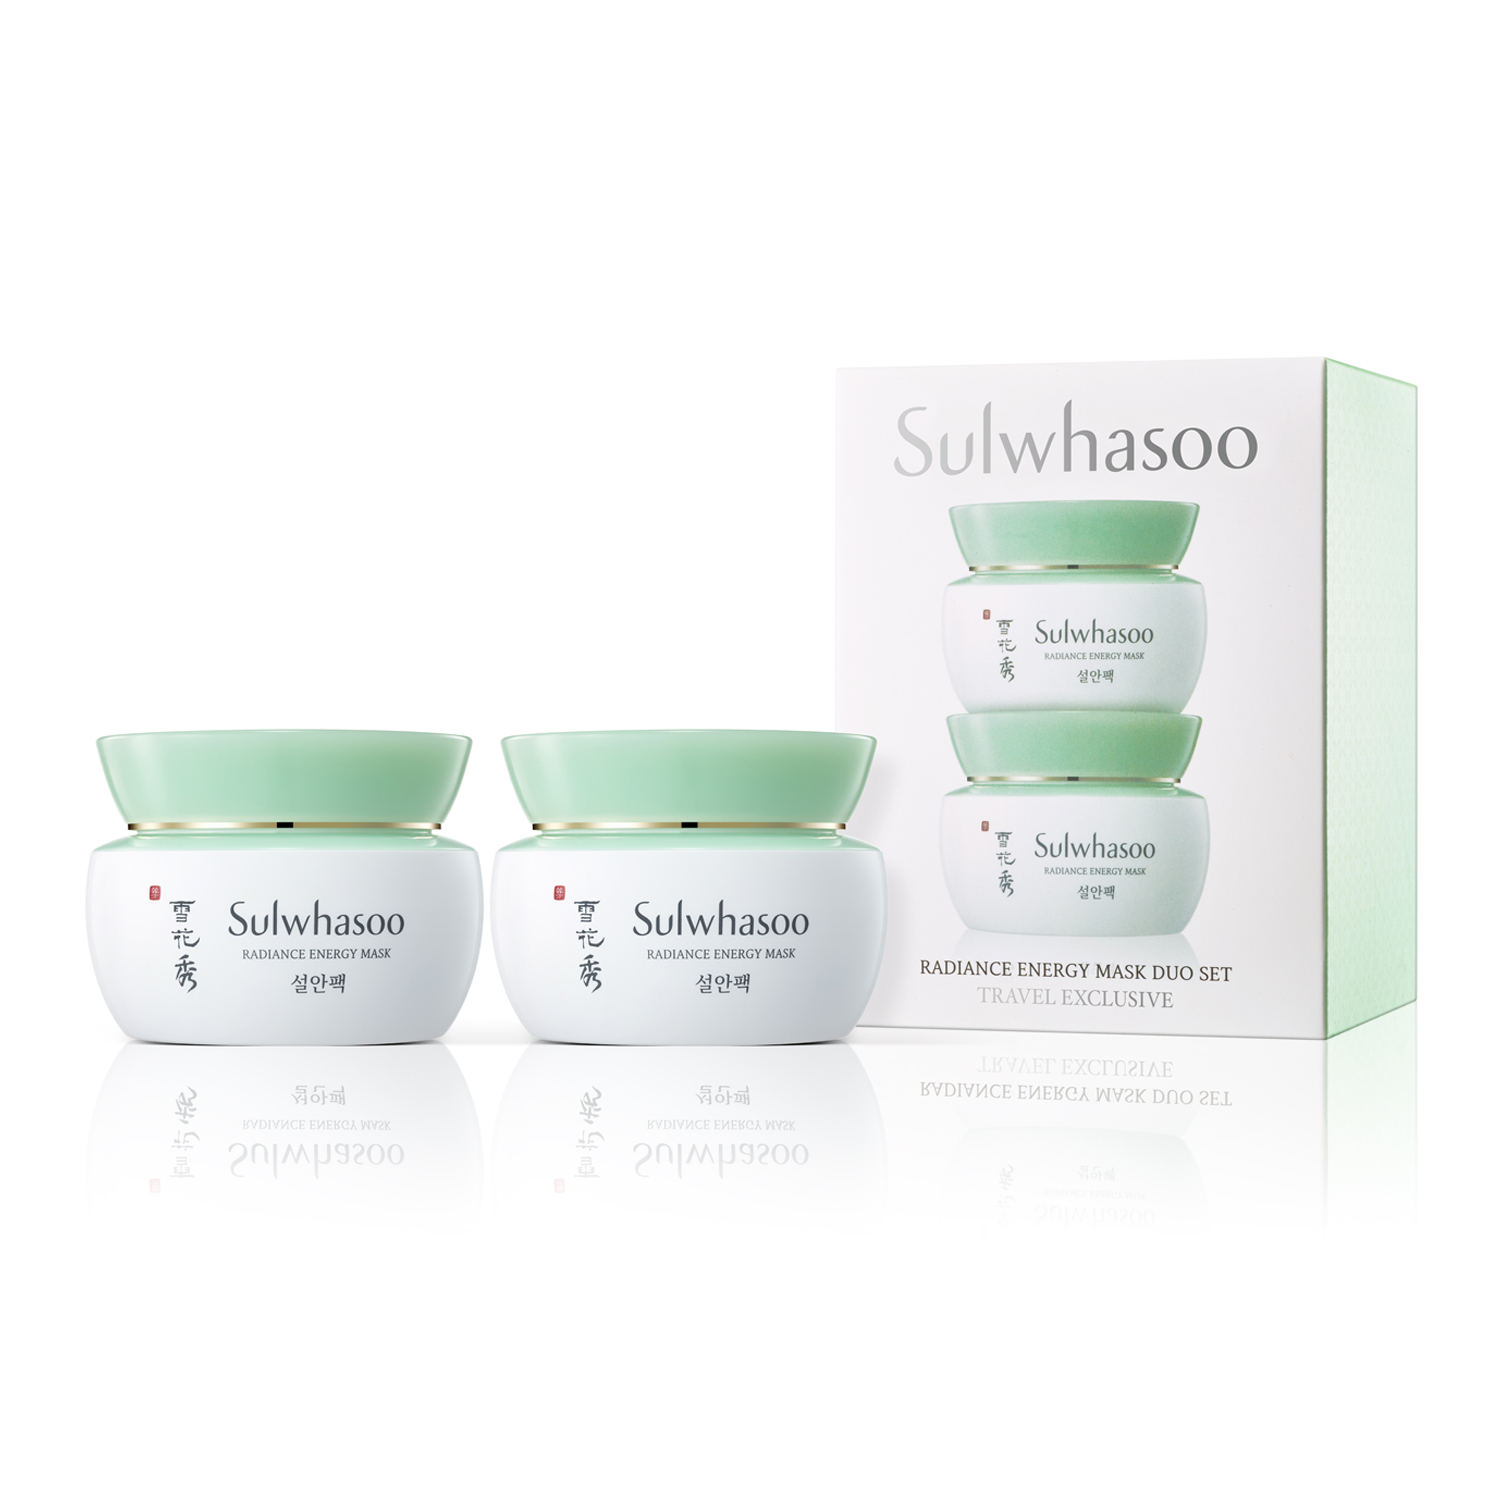 雪花秀
Sulwhasoo
RADIANCE ENERGY MASK
설안팩
雪花秀
Sulwhasoo
RADIANCE ENERGY MASK
설안팩
Sulwhasoo
雪花秀
Sulwhasoo
RADIANCE ENERGY MASK
설안팩
雪花秀
Sulwhasoo
RADIANCE ENERGY MASK
설안팩
RADIANCE ENERGY MASK DUO SET
TRAVEL EXCLUSIVE